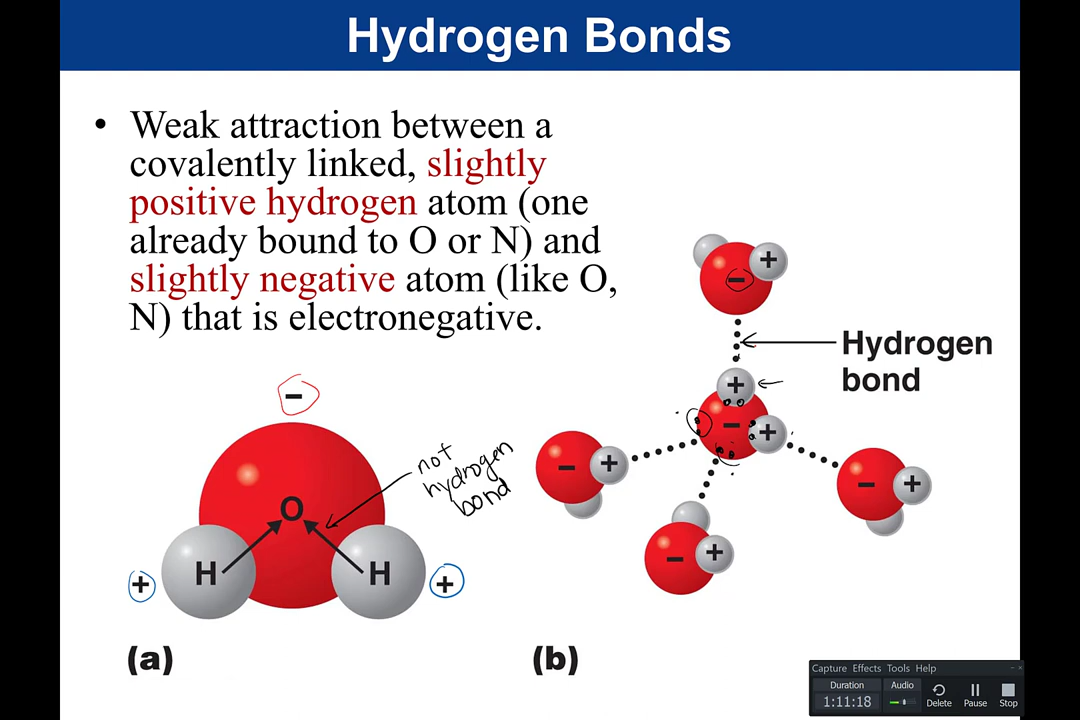 Hydrogen Bonds
• Weak attraction between a
covalently linked, slightly
positive hydrogen atom (one
already bound to O or N) and
slightly negative atom (like O,
N) that is electronegative.
−
O
H
H
+
+
not
hydrogen
bond
(a)
−
+
Hydrogen
bond
+
−
+
−
+
−
+
−
+
(b)
Capture Effects Tools Help
Duration
1:11:18
Audio
Delete
Pause
Stop